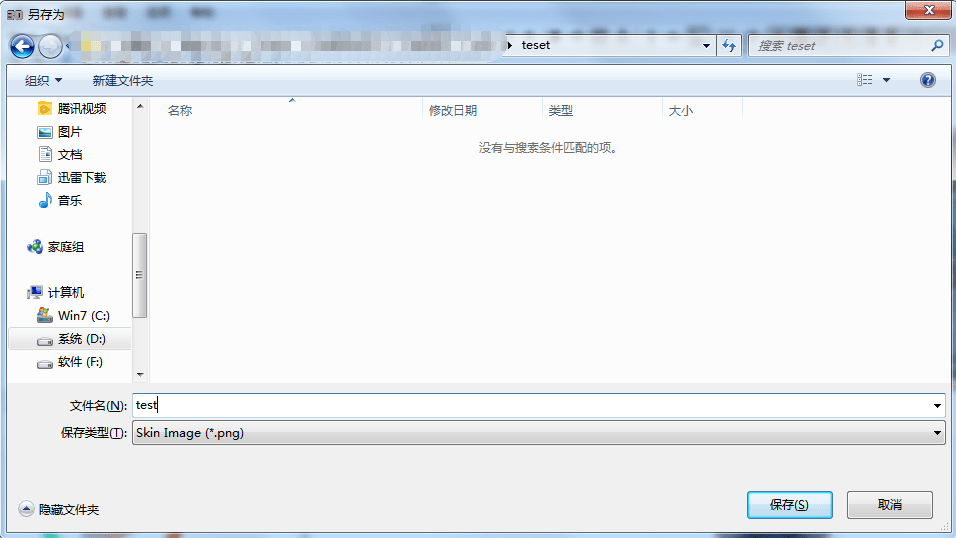 另存为
teset
搜索 teset
组织 新建文件夹
名称 修改日期 类型 大小
没有与搜索条件匹配的项。
腾讯视频
图片
文档
迅雷下载
音乐
家庭组
计算机
Win7 (C:)
系统 (D:)
软件 (F:)
文件名(N): test
保存类型(T): Skin Image (*.png)
隐藏文件夹 保存(S) 取消